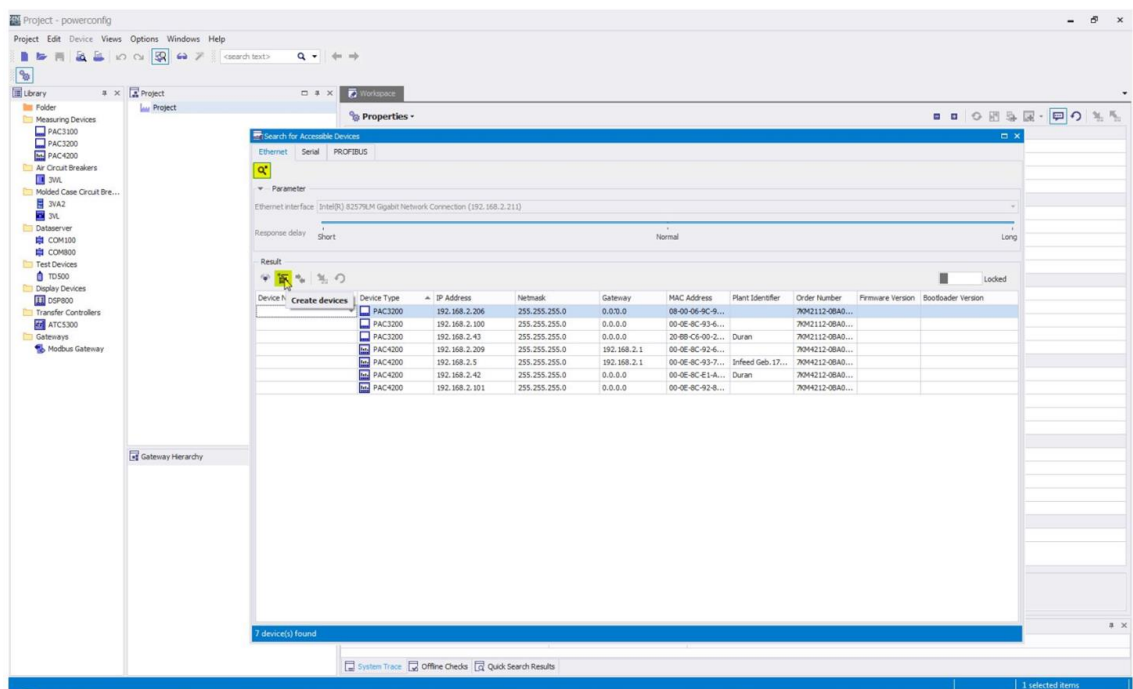 Project - powerconfig
Project Edit Device Views Options Windows Help
<search text>
Library
Project
Workspace
Folder
Measuring Devices
PAC3100
PAC3200
PAC4200
Air Circuit Breakers
3WL
Molded Case Circuit Bre...
3VA2
3VL
Dataserver
COM100
COM800
Test Devices
TD500
Display Devices
DSP800
Transfer Controllers
ATC5300
Gateways
Modbus Gateway
Project
Gateway Hierarchy
Properties
Search for Accessible Devices
Ethernet Serial PROFIBUS
Parameter
Ethernet interface Intel(R) 82579LM Gigabit Network Connection (192.168.2.211)
Response delay Short Normal Long
Result
Locked
Device N Device Type IP Address Netmask Gateway MAC Address Plant Identifier Order Number Firmware Version Bootloader Version
Create devices
PAC3200 192.168.2.206 255.255.255.0 0.0.0.0 08-00-06-9C-9... 7KM2112-0BA0...
PAC3200 192.168.2.100 255.255.255.0 0.0.0.0 00-0E-8C-93-6... 7KM2112-0BA0...
PAC3200 192.168.2.43 255.255.255.0 0.0.0.0 20-BB-C6-00-2... Duran 7KM2112-0BA0...
PAC4200 192.168.2.209 255.255.255.0 192.168.2.1 00-0E-8C-92-6... 7KM4212-0BA0...
PAC4200 192.168.2.5 255.255.255.0 192.168.2.1 00-0E-8C-93-7... Infeed Geb.17... 7KM4212-0BA0...
PAC4200 192.168.2.42 255.255.255.0 0.0.0.0 00-0E-8C-E1-A... Duran 7KM4212-0BA0...
PAC4200 192.168.2.101 255.255.255.0 0.0.0.0 00-0E-8C-92-8... 7KM4212-0BA0...
7 device(s) found
System Trace Offline Checks Quick Search Results
1 selected items